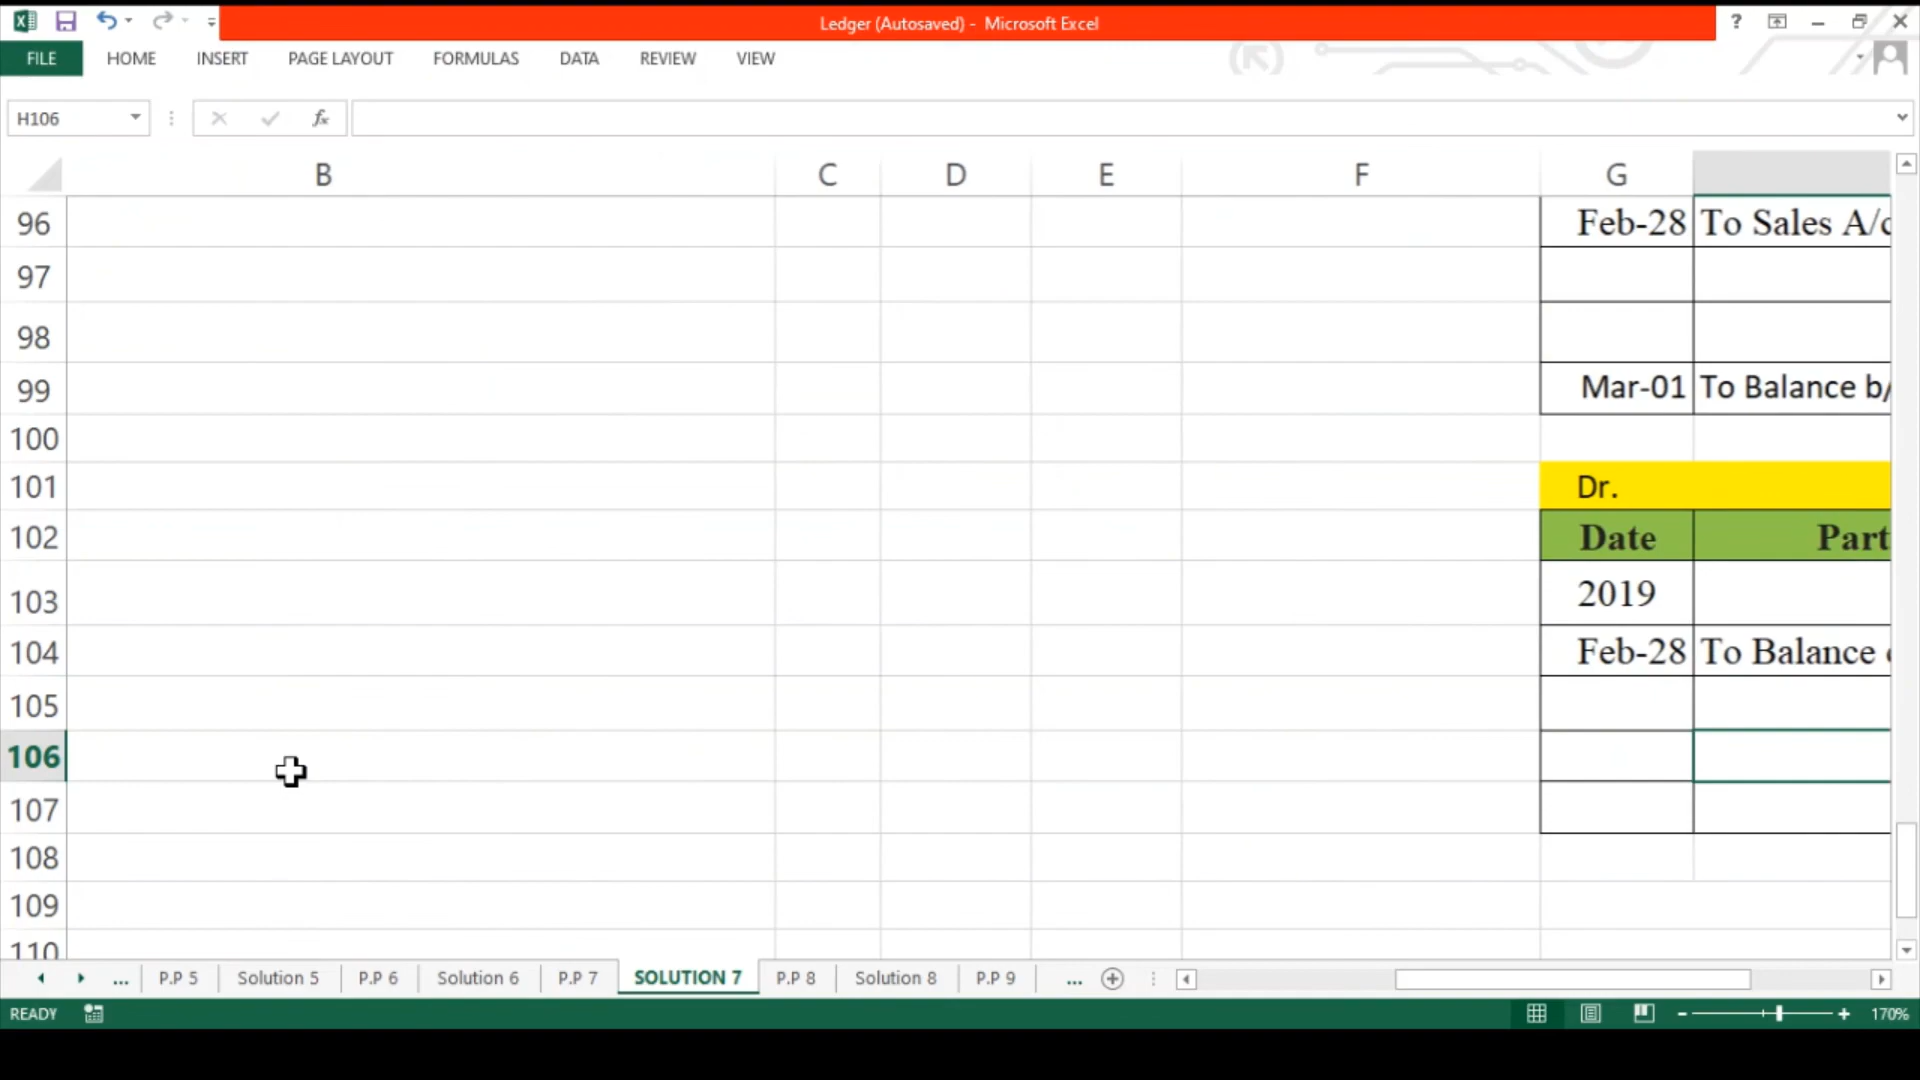 Ledger (Autosaved) - Microsoft Excel
?
FILE HOME INSERT PAGE LAYOUT FORMULAS DATA REVIEW VIEW
H106 fx
B C D E F G
96 Feb-28 To Sales A/c
97
98
99 Mar-01 To Balance b/
100
101 Dr.
102 Date Part
103 2019
104 Feb-28 To Balance
105
106
107
108
109
110
... P.P 5 Solution 5 P.P 6 Solution 6 P.P 7 SOLUTION 7 P.P 8 Solution 8 P.P 9 ...
READY 170%